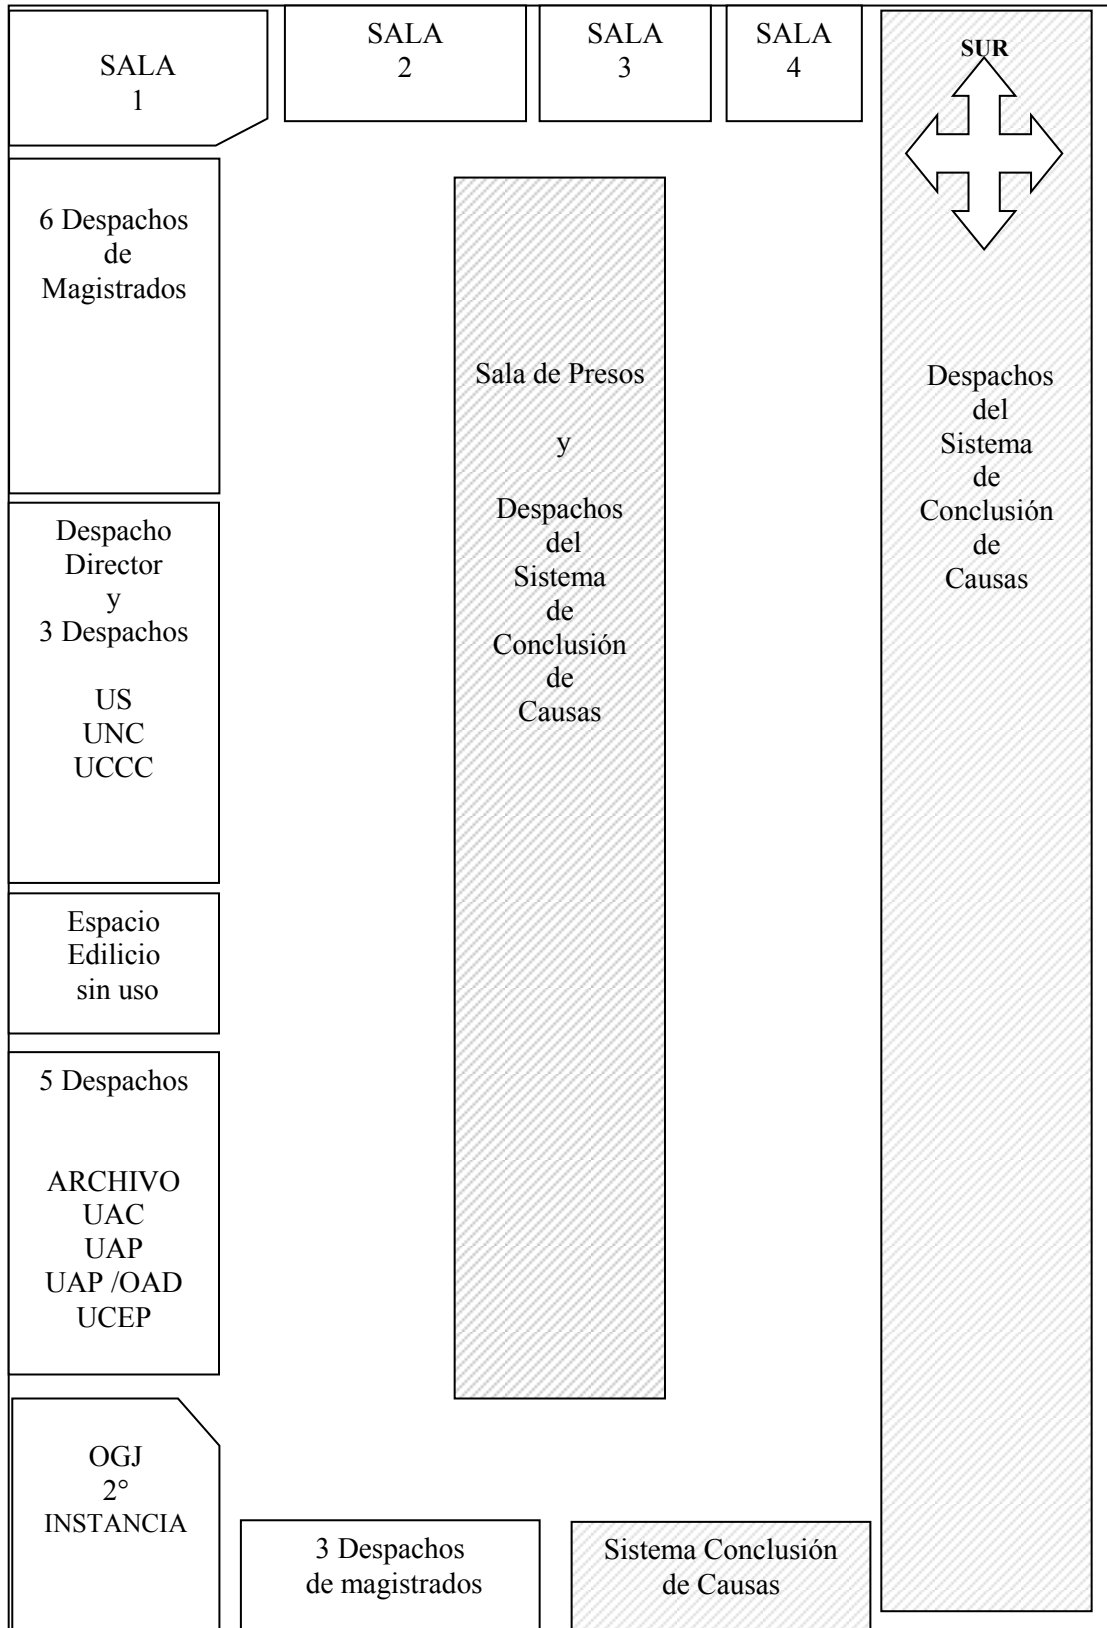 SALA
1
SALA
2
SALA
3
SALA
4
SUR
6 Despachos
de
Magistrados
Sala de Presos
y
Despachos
del
Sistema
de
Conclusión
de
Causas
Despachos
del
Sistema
de
Conclusión
de
Causas
Despacho
Director
y
3 Despachos
US
UNC
UCCC
Espacio
Edilicio
sin uso
5 Despachos
ARCHIVO
UAC
UAP
UAP /OAD
UCEP
OGJ
2°
INSTANCIA
3 Despachos
de magistrados
Sistema Conclusión
de Causas